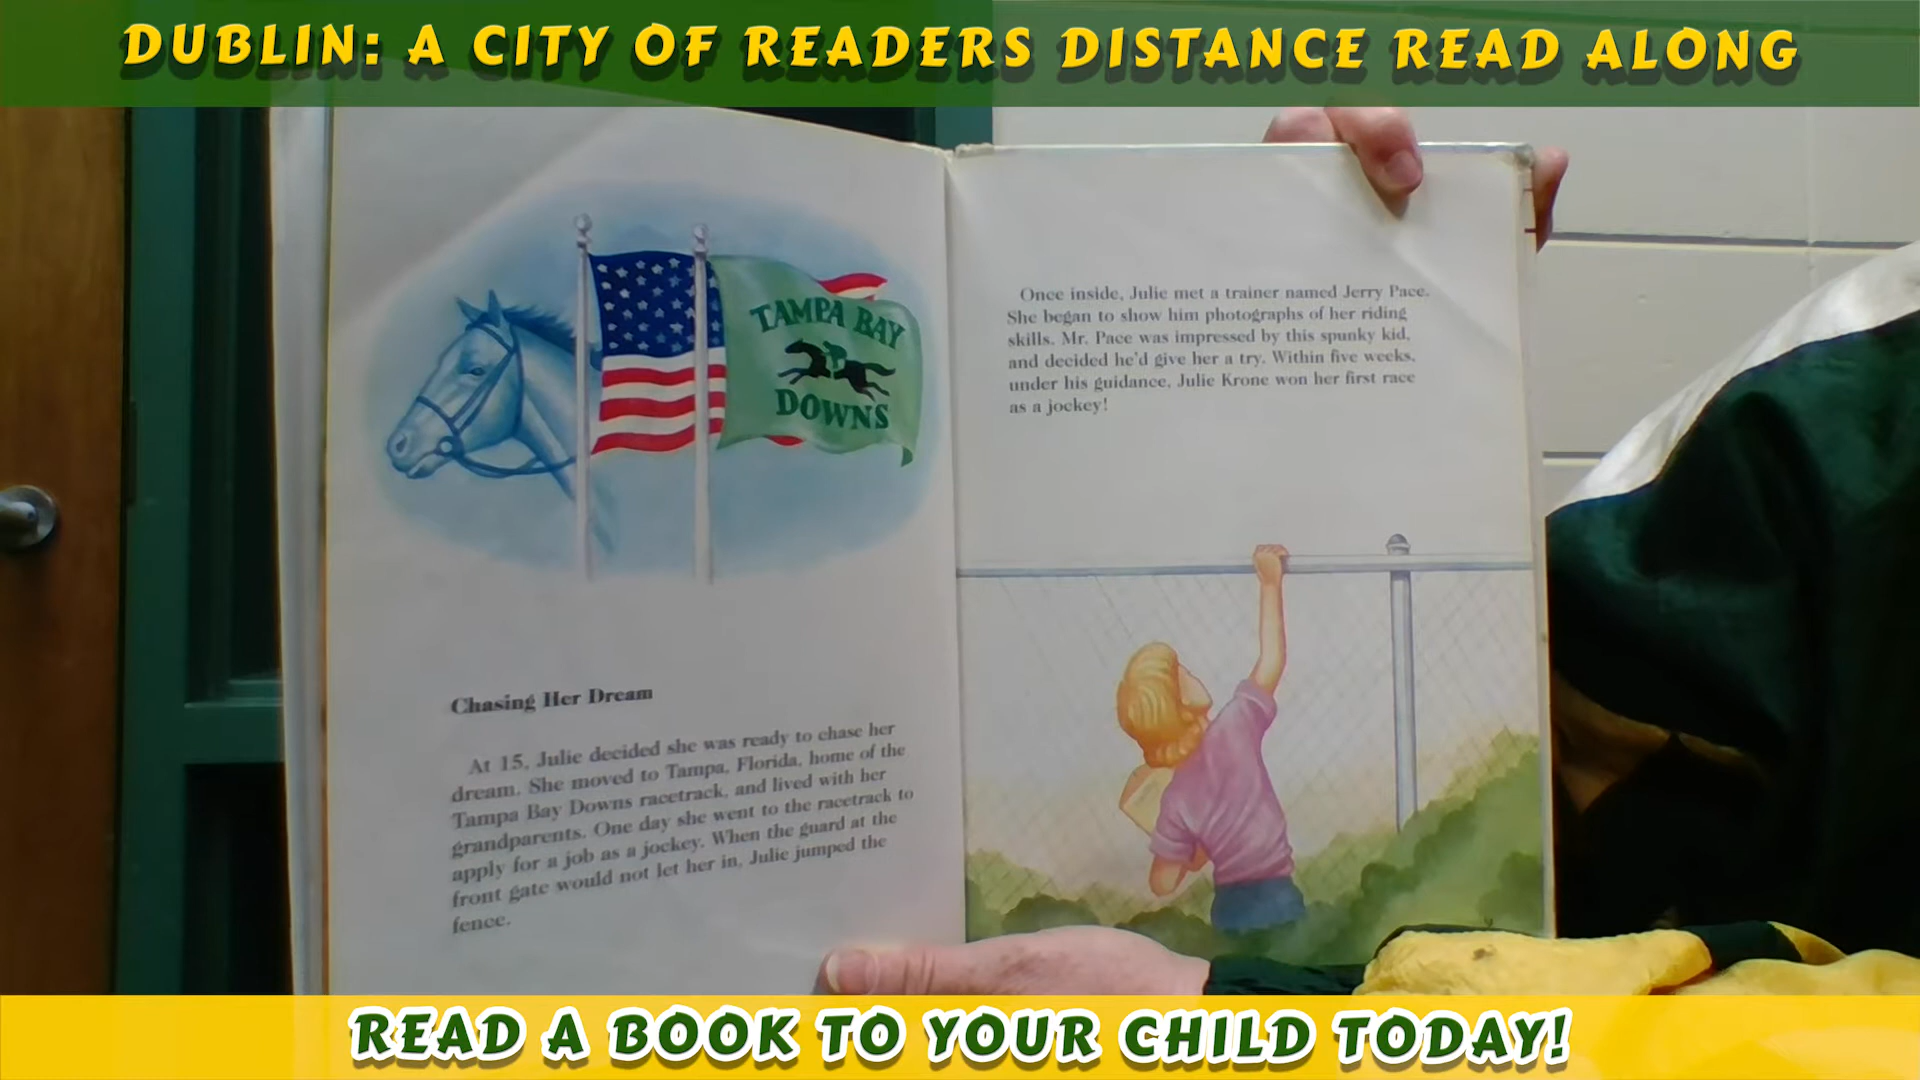 DUBLIN: A CITY OF READERS DISTANCE READ ALONG
TAMPA BAY
DOWNS
Chasing Her Dream
At 15, Julie decided she was ready to chase her
dream. She moved to Tampa, Florida, home of the
Tampa Bay Downs racetrack, and lived with her
grandparents. One day she went to the racetrack to
apply for a job as a jockey. When the guard at the
front gate would not let her in, Julie jumped the
fence.
Once inside, Julie met a trainer named Jerry Pace.
She began to show him photographs of her riding
skills. Mr. Pace was impressed by this spunky kid,
and decided he'd give her a try. Within five weeks,
under his guidance, Julie Krone won her first race
as a jockey!
READ A BOOK TO YOUR CHILD TODAY!